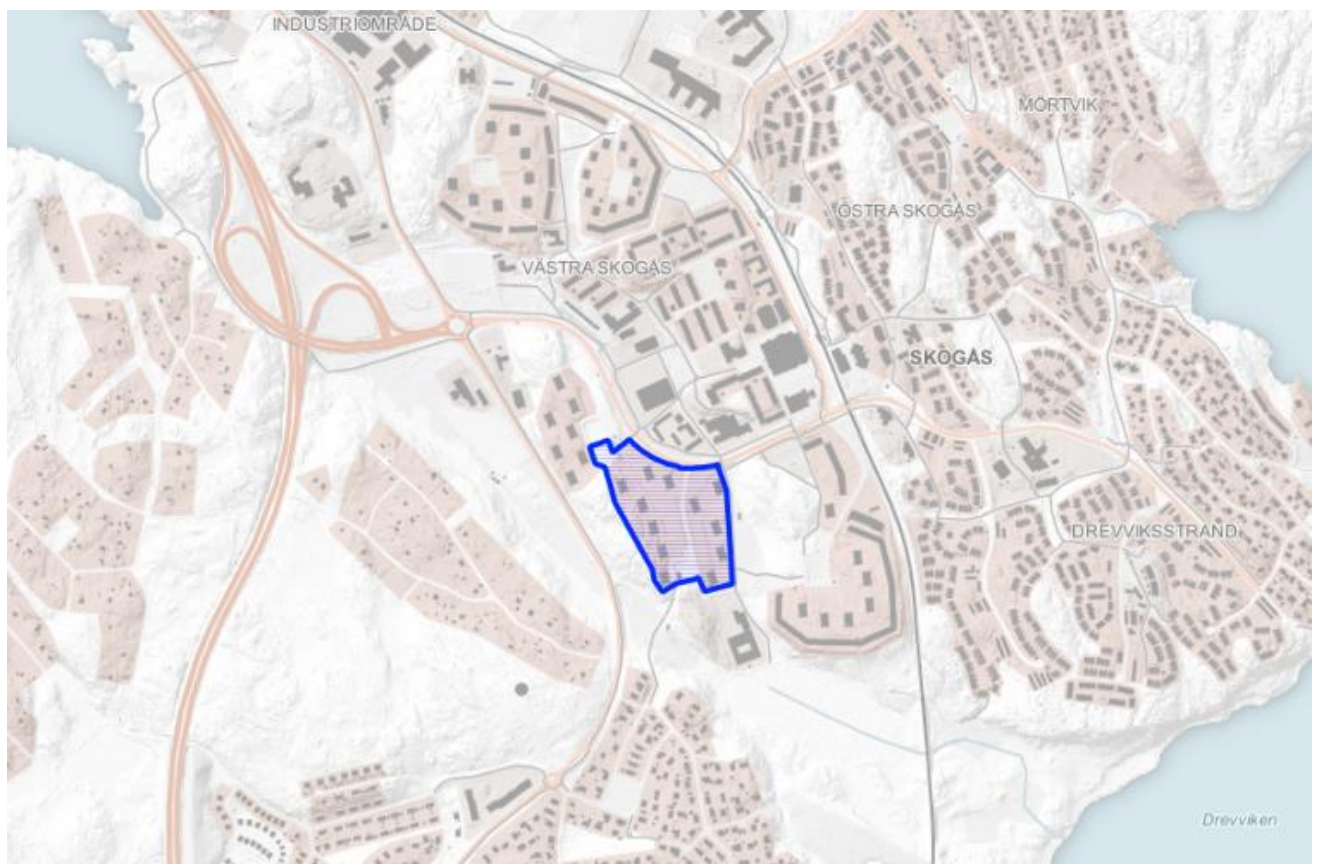 INDUSTRIOMRÅDE
MÖRTVIK
ÖSTRA SKOGÅS
VÄSTRA SKOGÅS
SKOGÅS
DREVVIKSSTRAND
Drevviken